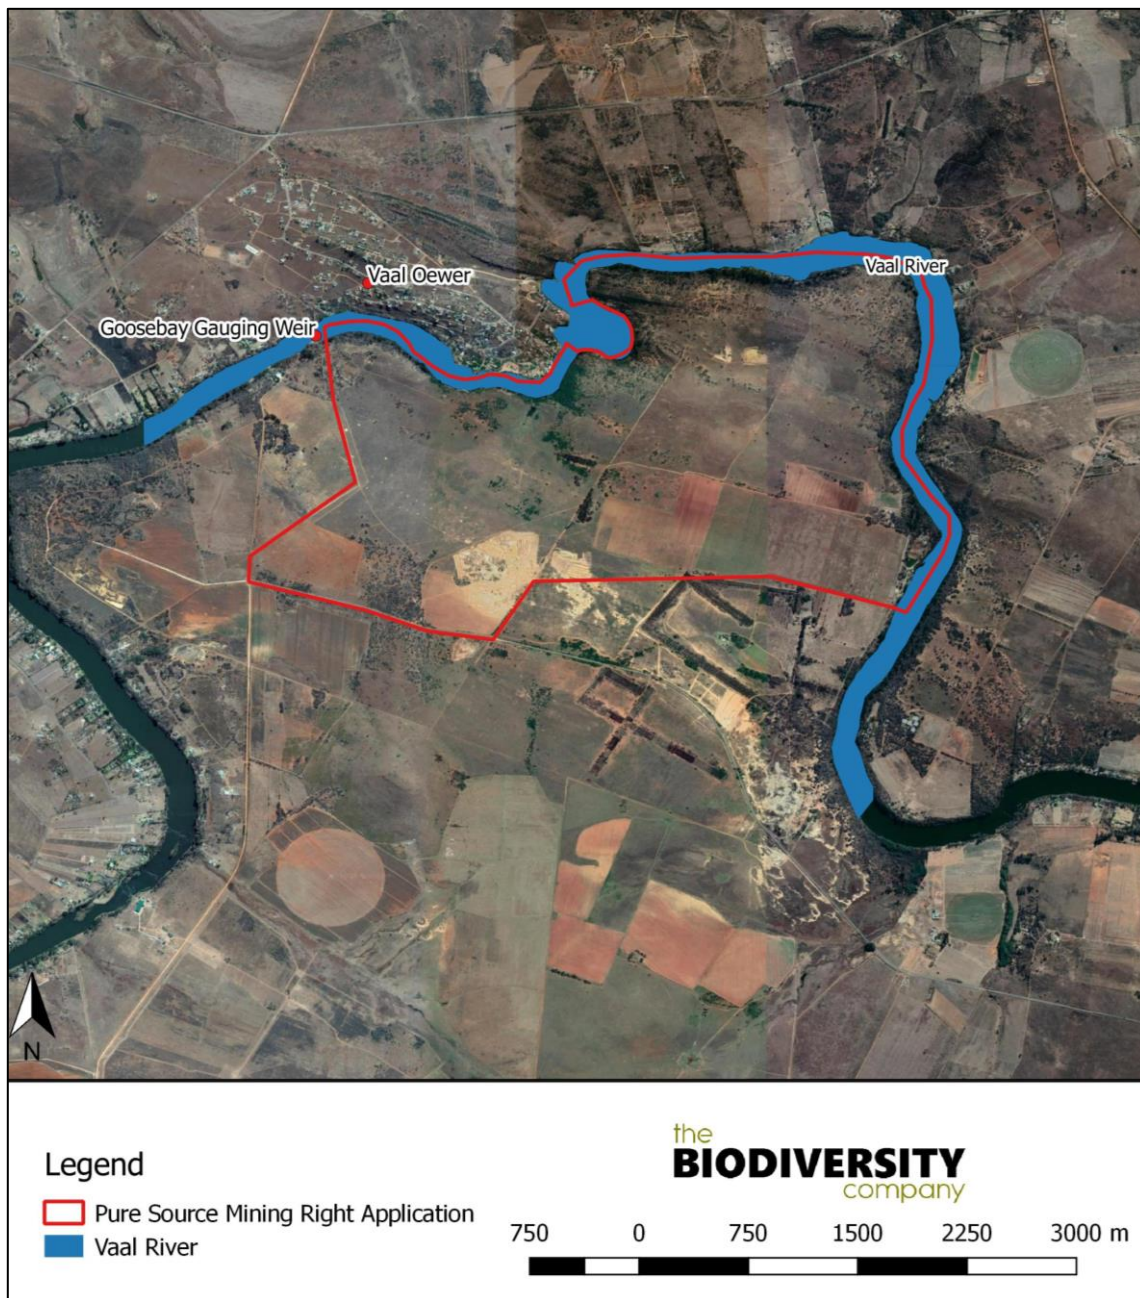 Vaal Oewer
Vaal River
Goosebay Gauging Weir
N
Legend
Pure Source Mining Right Application
Vaal River
the
BIODIVERSITY
company
750 0 750 1500 2250 3000 m